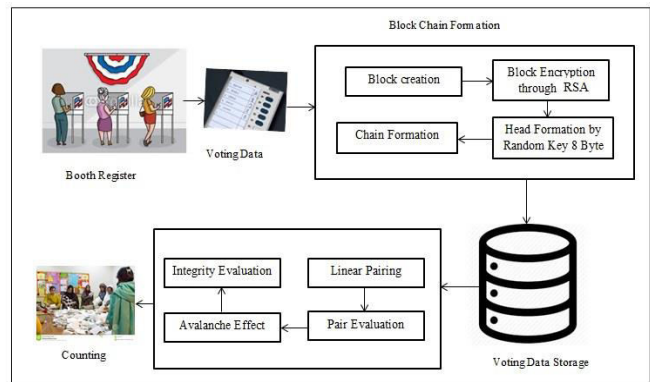 Block Chain Formation
Block creation
Block Encryption
through RSA
Chain Formation
Head Formation by
Random Key 8 Byte
Booth Register
Voting Data
Integrity Evaluation
Linear Pairing
Avalanche Effect
Pair Evaluation
Counting
Voting Data Storage